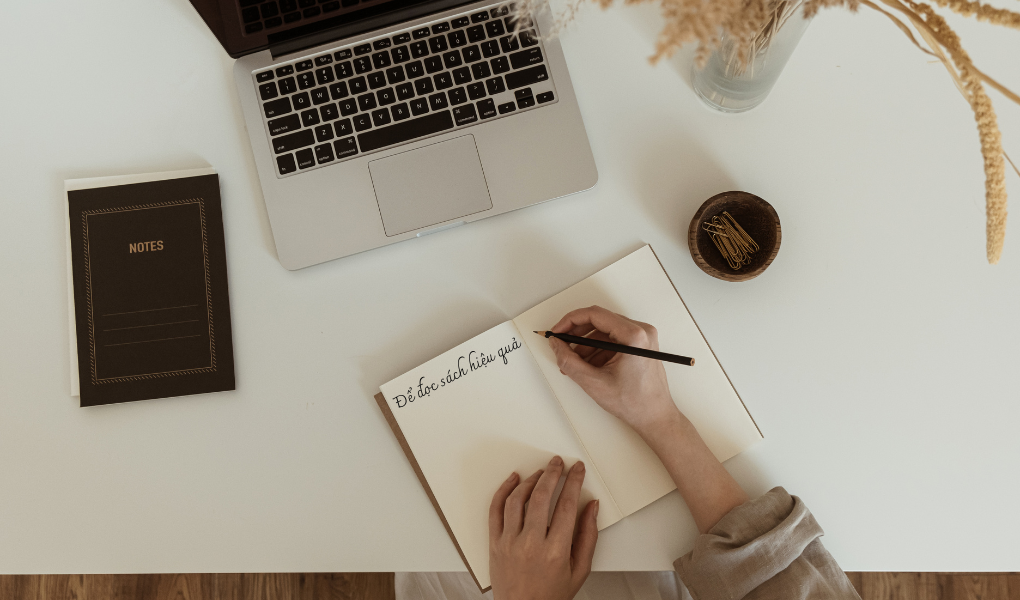 NOTES
Để đọc sách hiệu quả